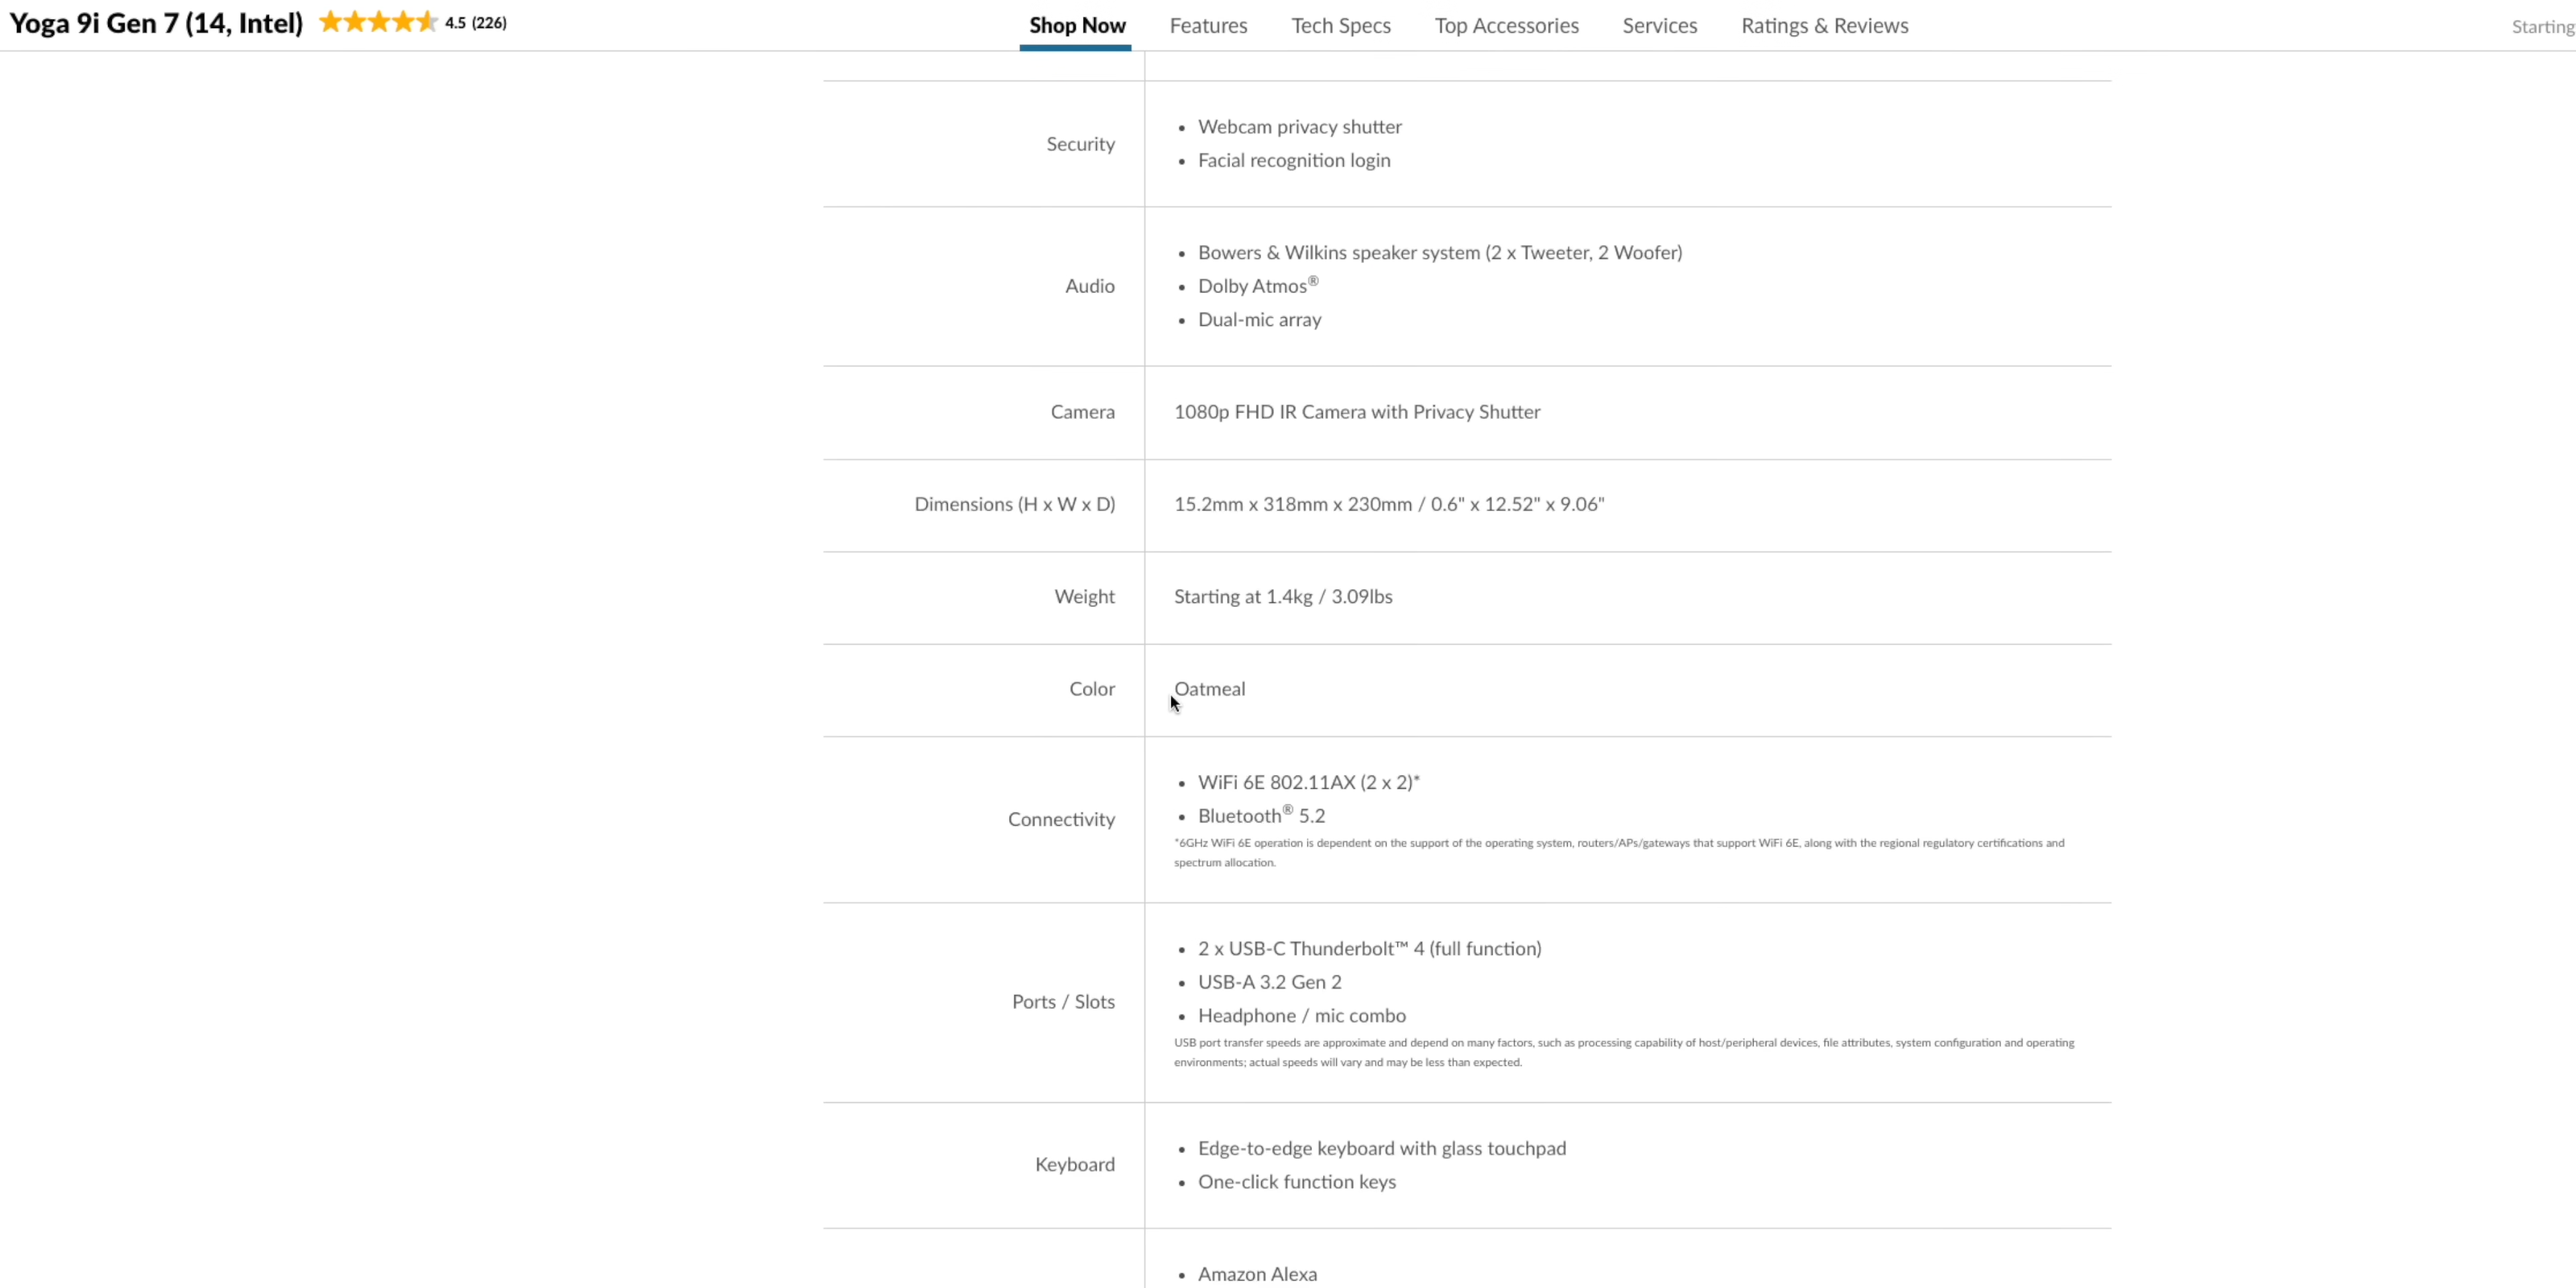 Yoga 9i Gen 7 (14, Intel) 4.5 (226) Shop Now Features Tech Specs Top Accessories Services Ratings & Reviews Starting
Security
• Webcam privacy shutter
• Facial recognition login
Audio
• Bowers & Wilkins speaker system (2 x Tweeter, 2 Woofer)
• Dolby Atmos®
• Dual-mic array
Camera
1080p FHD IR Camera with Privacy Shutter
Dimensions (H x W x D)
15.2mm x 318mm x 230mm / 0.6" x 12.52" x 9.06"
Weight
Starting at 1.4kg / 3.09lbs
Color
Oatmeal
Connectivity
• WiFi 6E 802.11AX (2 x 2)*
• Bluetooth® 5.2
*6GHz WiFi 6E operation is dependent on the support of the operating system, routers/APs/gateways that support WiFi 6E, along with the regional regulatory certifications and
spectrum allocation.
Ports / Slots
• 2 x USB-C Thunderbolt™ 4 (full function)
• USB-A 3.2 Gen 2
• Headphone / mic combo
USB port transfer speeds are approximate and depend on many factors, such as processing capability of host/peripheral devices, file attributes, system configuration and operating
environments; actual speeds will vary and may be less than expected.
Keyboard
• Edge-to-edge keyboard with glass touchpad
• One-click function keys
• Amazon Alexa